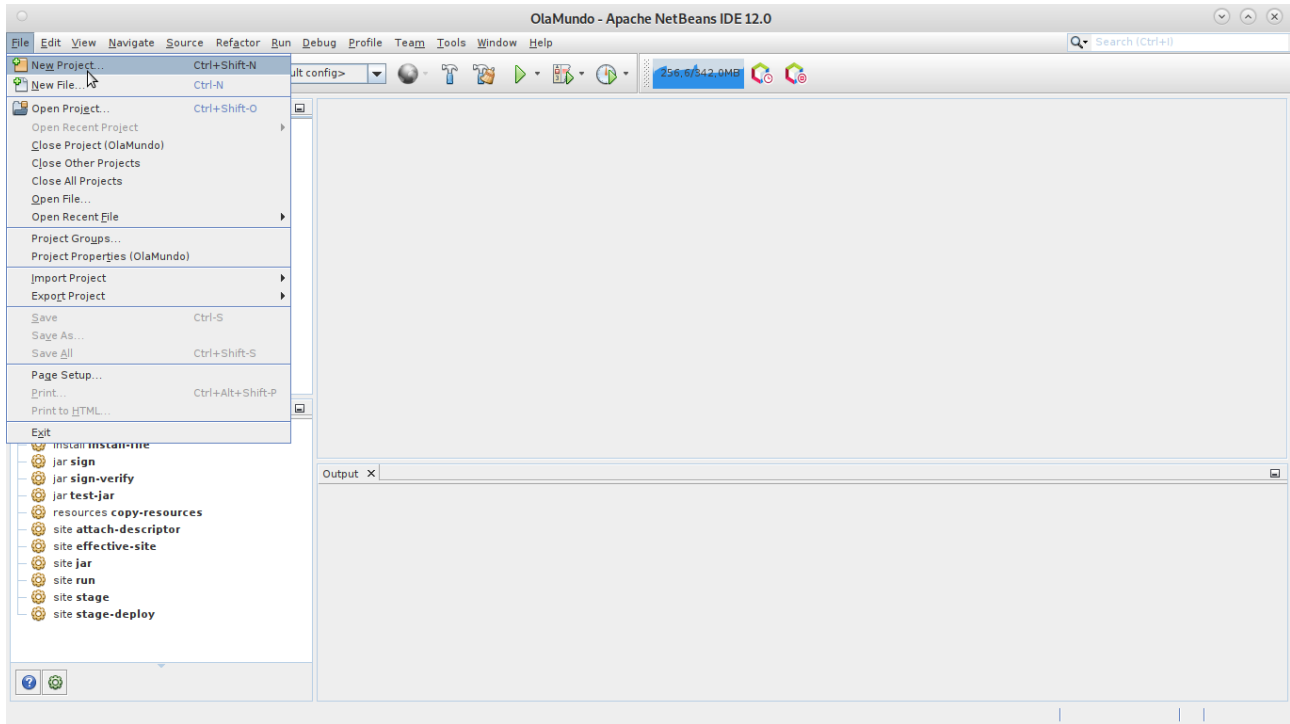 OlaMundo - Apache NetBeans IDE 12.0
File Edit View Navigate Source Refactor Run Debug Profile Team Tools Window Help
Search (Ctrl+I)
New Project... Ctrl+Shift-N
ult config> 256,6/342,0MB
New File... Ctrl-N
Open Project... Ctrl+Shift-O
Open Recent Project
Close Project (OlaMundo)
Close Other Projects
Close All Projects
Open File...
Open Recent File
Project Groups...
Project Properties (OlaMundo)
Import Project
Export Project
Save Ctrl-S
Save As...
Save All Ctrl+Shift-S
Page Setup...
Print... Ctrl+Alt+Shift-P
Print to HTML...
Exit
install install-file
jar sign
Output
jar sign-verify
jar test-jar
resources copy-resources
site attach-descriptor
site effective-site
site jar
site run
site stage
site stage-deploy